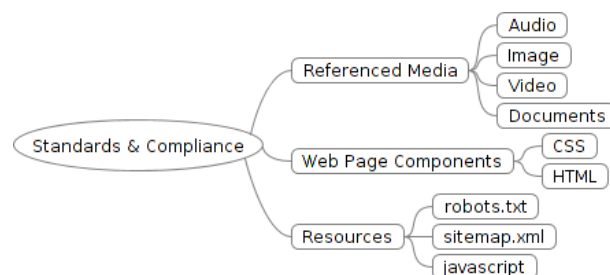 Audio
Image
Referenced Media
Video
Documents
Standards & Compliance
CSS
Web Page Components
HTML
robots.txt
Resources
sitemap.xml
javascript